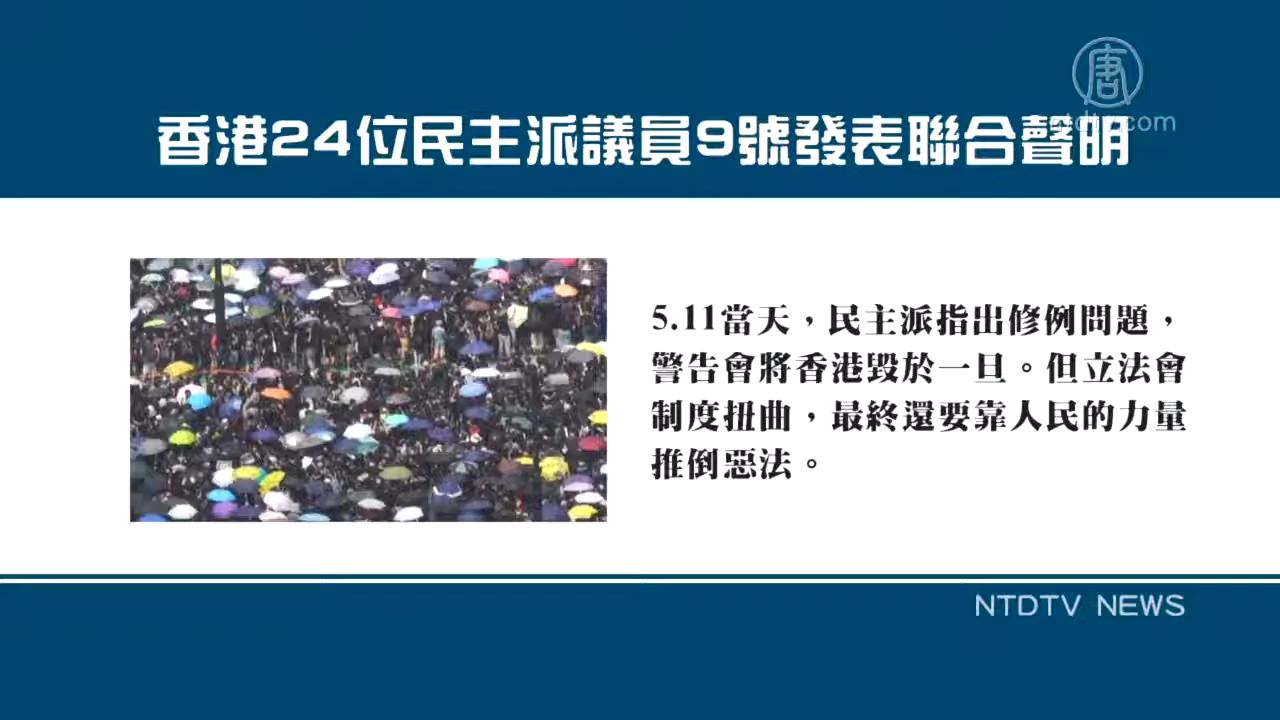 唐
ntdtv.com
香港24位民主派議員9號發表聯合聲明
5.11當天，民主派指出修例問題，
警告會將香港毀於一旦。但立法會
制度扭曲，最終還要靠人民的力量
推倒惡法。
NTDTV NEWS